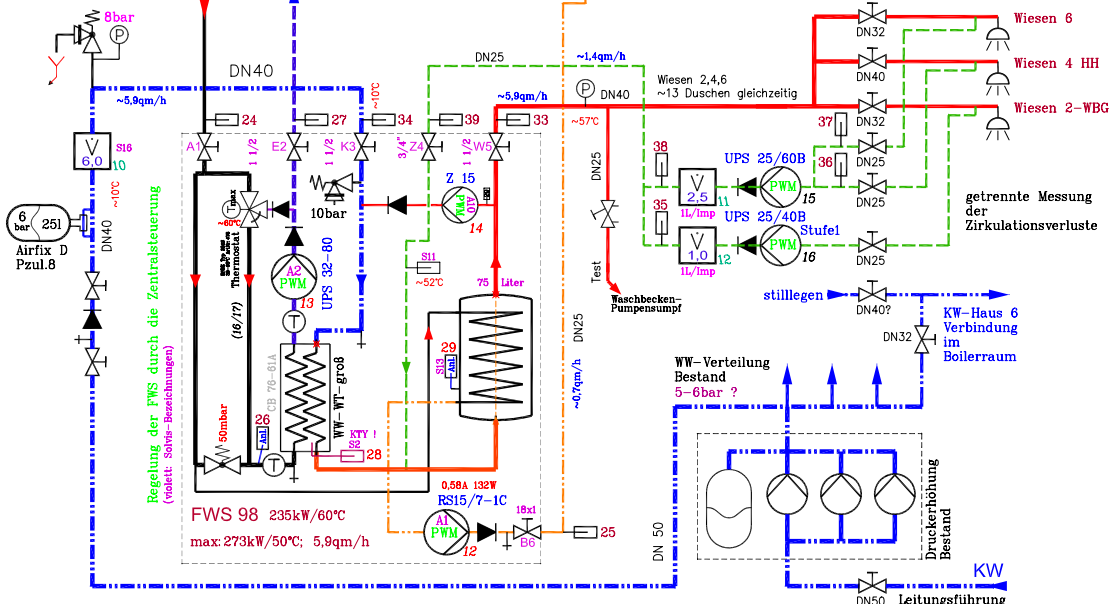 8bar
P
DN40
~5,9qm/h
~10°C
DN25
~1,4qm/h
~5,9qm/h
P
DN40
~57°C
Wiesen 2,4,6
~13 Duschen gleichzeitig
DN32
Wiesen 6
DN40
Wiesen 4 HH
DN32
Wiesen 2-WBG
24
27
34
39
33
A1
1 1/2
E2
1 1/2
K3
3/4"
Z4
1 1/2
W5
V
6,0
S16
10
~10°C
DN40
6
bar
25l
Airfix D
Pzul.8
10bar
Z 15
A10
PWM
14
Tmax
~60°C
Thermostat
(16/17)
A2
PWM
13
UPS 32-80
T
S11
~52°C
75 Liter
DN25
Test
Waschbecken-
Pumpensumpf
37
36
DN25
DN25
38
V
2,5
1L/Imp
11
UPS 25/60B
PWM
15
35
V
1,0
1L/Imp
12
UPS 25/40B
PWM
Stufe1
16
DN25
getrennte Messung
der
Zirkulationsverluste
stilllegen
DN40?
KW-Haus 6
Verbindung
im
Boilerraum
DN32
WW-Verteilung
Bestand
5-6bar ?
DN25
~0,7qm/h
29
S13
Anl.
CB 76-61A
WW-WT-groß
KTY !
S2
28
26
Anl.
T
50mbar
Regelung der FWS durch die Zentralsteuerung
(violett: Solvis-Bezeichnungen)
FWS 98 235kW/60°C
max:273kW/50°C; 5,9qm/h
0,58A 132W
RS15/7-1C
A1
PWM
12
18x1
B6
25
DN 50
Druckerhöhung
Bestand
KW
DN50
Leitungsführung